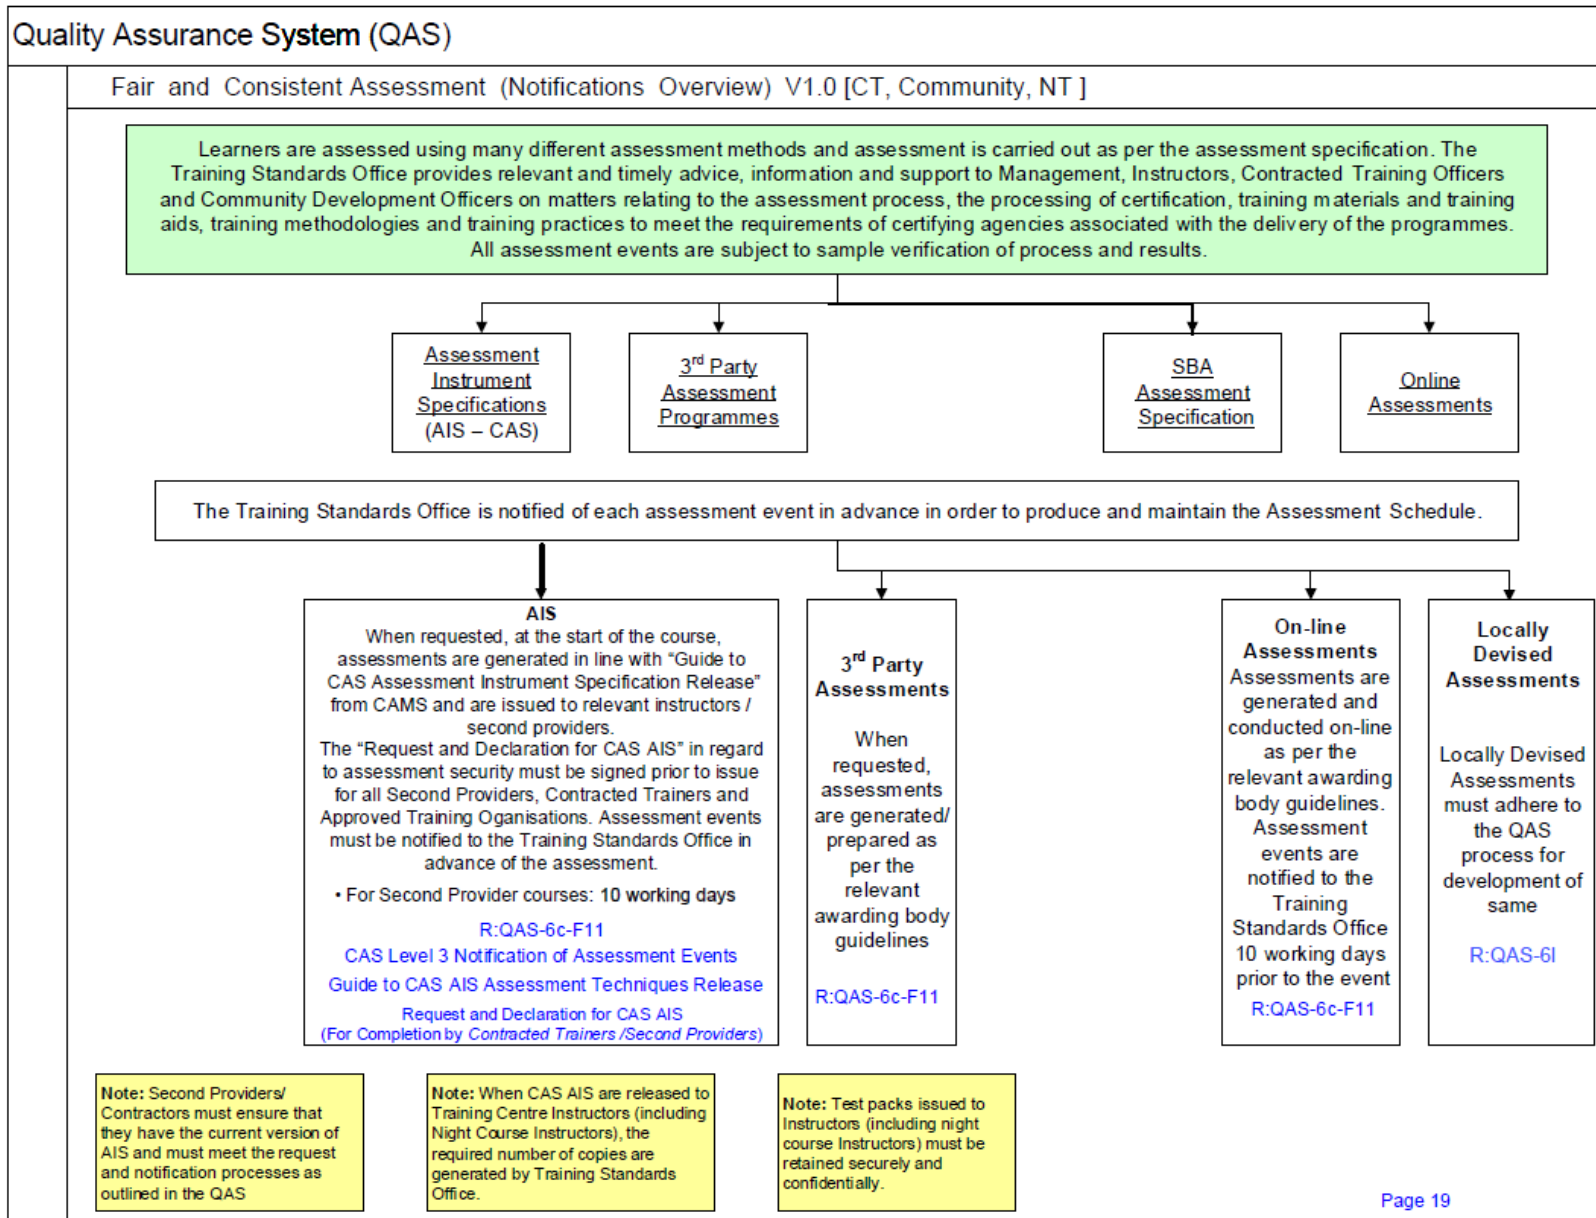 Quality Assurance System (QAS)
Fair and Consistent Assessment (Notifications Overview) V1.0 [CT, Community, NT ]
Learners are assessed using many different assessment methods and assessment is carried out as per the assessment specification. The
Training Standards Office provides relevant and timely advice, information and support to Management, Instructors, Contracted Training Officers
and Community Development Officers on matters relating to the assessment process, the processing of certification, training materials and training
aids, training methodologies and training practices to meet the requirements of certifying agencies associated with the delivery of the programmes.
All assessment events are subject to sample verification of process and results.
Assessment
Instrument
Specifications
(AIS – CAS)
3rd Party
Assessment
Programmes
SBA
Assessment
Specification
Online
Assessments
The Training Standards Office is notified of each assessment event in advance in order to produce and maintain the Assessment Schedule.
AIS
When requested, at the start of the course,
assessments are generated in line with “Guide to
CAS Assessment Instrument Specification Release”
from CAMS and are issued to relevant instructors /
second providers.
The “Request and Declaration for CAS AIS” in regard
to assessment security must be signed prior to issue
for all Second Providers, Contracted Trainers and
Approved Training Oganisations. Assessment events
must be notified to the Training Standards Office in
advance of the assessment.
• For Second Provider courses: 10 working days
R:QAS-6c-F11
CAS Level 3 Notification of Assessment Events
Guide to CAS AIS Assessment Techniques Release
Request and Declaration for CAS AIS
(For Completion by Contracted Trainers /Second Providers)
3rd Party
Assessments
When
requested,
assessments
are generated/
prepared as
per the
relevant
awarding body
guidelines
R:QAS-6c-F11
On-line
Assessments
Assessments are
generated and
conducted on-line
as per the
relevant awarding
body guidelines.
Assessment
events are
notified to the
Training
Standards Office
10 working days
prior to the event
R:QAS-6c-F11
Locally
Devised
Assessments
Locally Devised
Assessments
must adhere to
the QAS
process for
development of
same
R:QAS-6I
Note: Second Providers/
Contractors must ensure that
they have the current version of
AIS and must meet the request
and notification processes as
outlined in the QAS
Note: When CAS AIS are released to
Training Centre Instructors (including
Night Course Instructors), the
required number of copies are
generated by Training Standards
Office.
Note: Test packs issued to
Instructors (including night
course Instructors) must be
retained securely and
confidentially.
Page 19